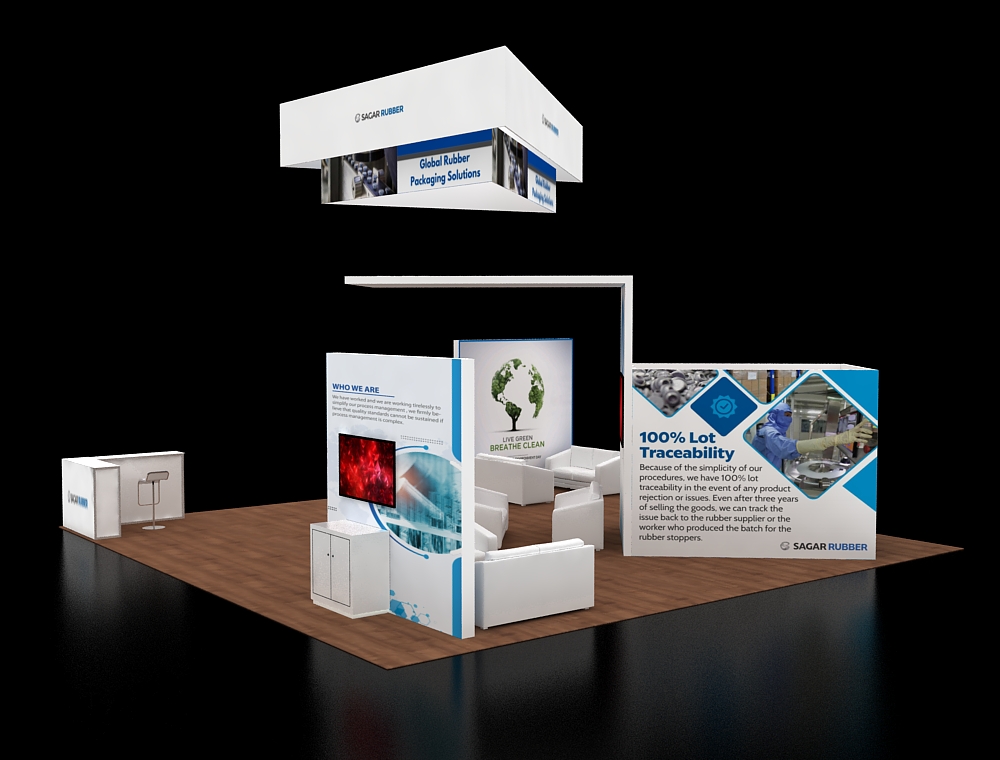 SAGAR RUBBER
SAGAR RUBBER
Global Rubber
Packaging Solutions
Global Rubber
Packaging Solutions
WHO WE ARE
We have worked and we are working tirelessly to
simplify our process management , we firmly be-
lieve that quality standards cannot be sustained if
process management is complex.
LIVE GREEN
BREATHE CLEAN
100% Lot
Traceability
Because of the simplicity of our
procedures, we have 100% lot
traceability in the event of any product
rejection or issues. Even after three years
of selling the goods, we can track the
issue back to the rubber supplier or the
worker who produced the batch for the
rubber stoppers.
SAGAR RUBBER
SAGAR RUBBER